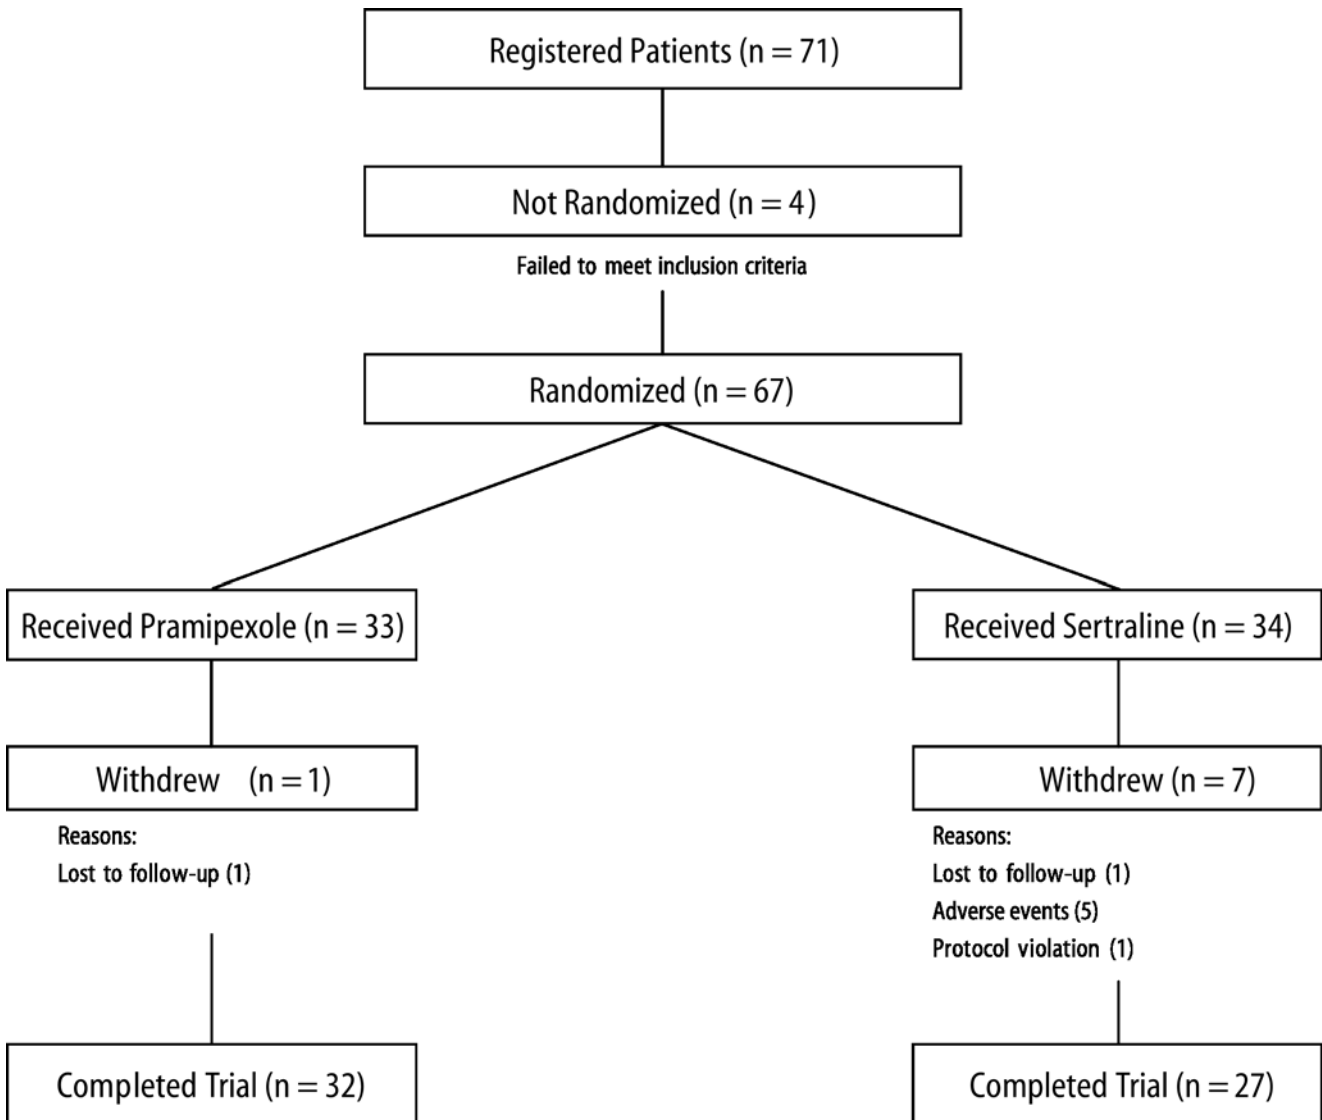 Registered Patients (n = 71)
Not Randomized (n = 4)
Failed to meet inclusion criteria
Randomized (n = 67)
Received Pramipexole (n = 33)
Withdrew (n = 1)
Reasons:
Lost to follow-up (1)
Completed Trial (n = 32)
Received Sertraline (n = 34)
Withdrew (n = 7)
Reasons:
Lost to follow-up (1)
Adverse events (5)
Protocol violation (1)
Completed Trial (n = 27)